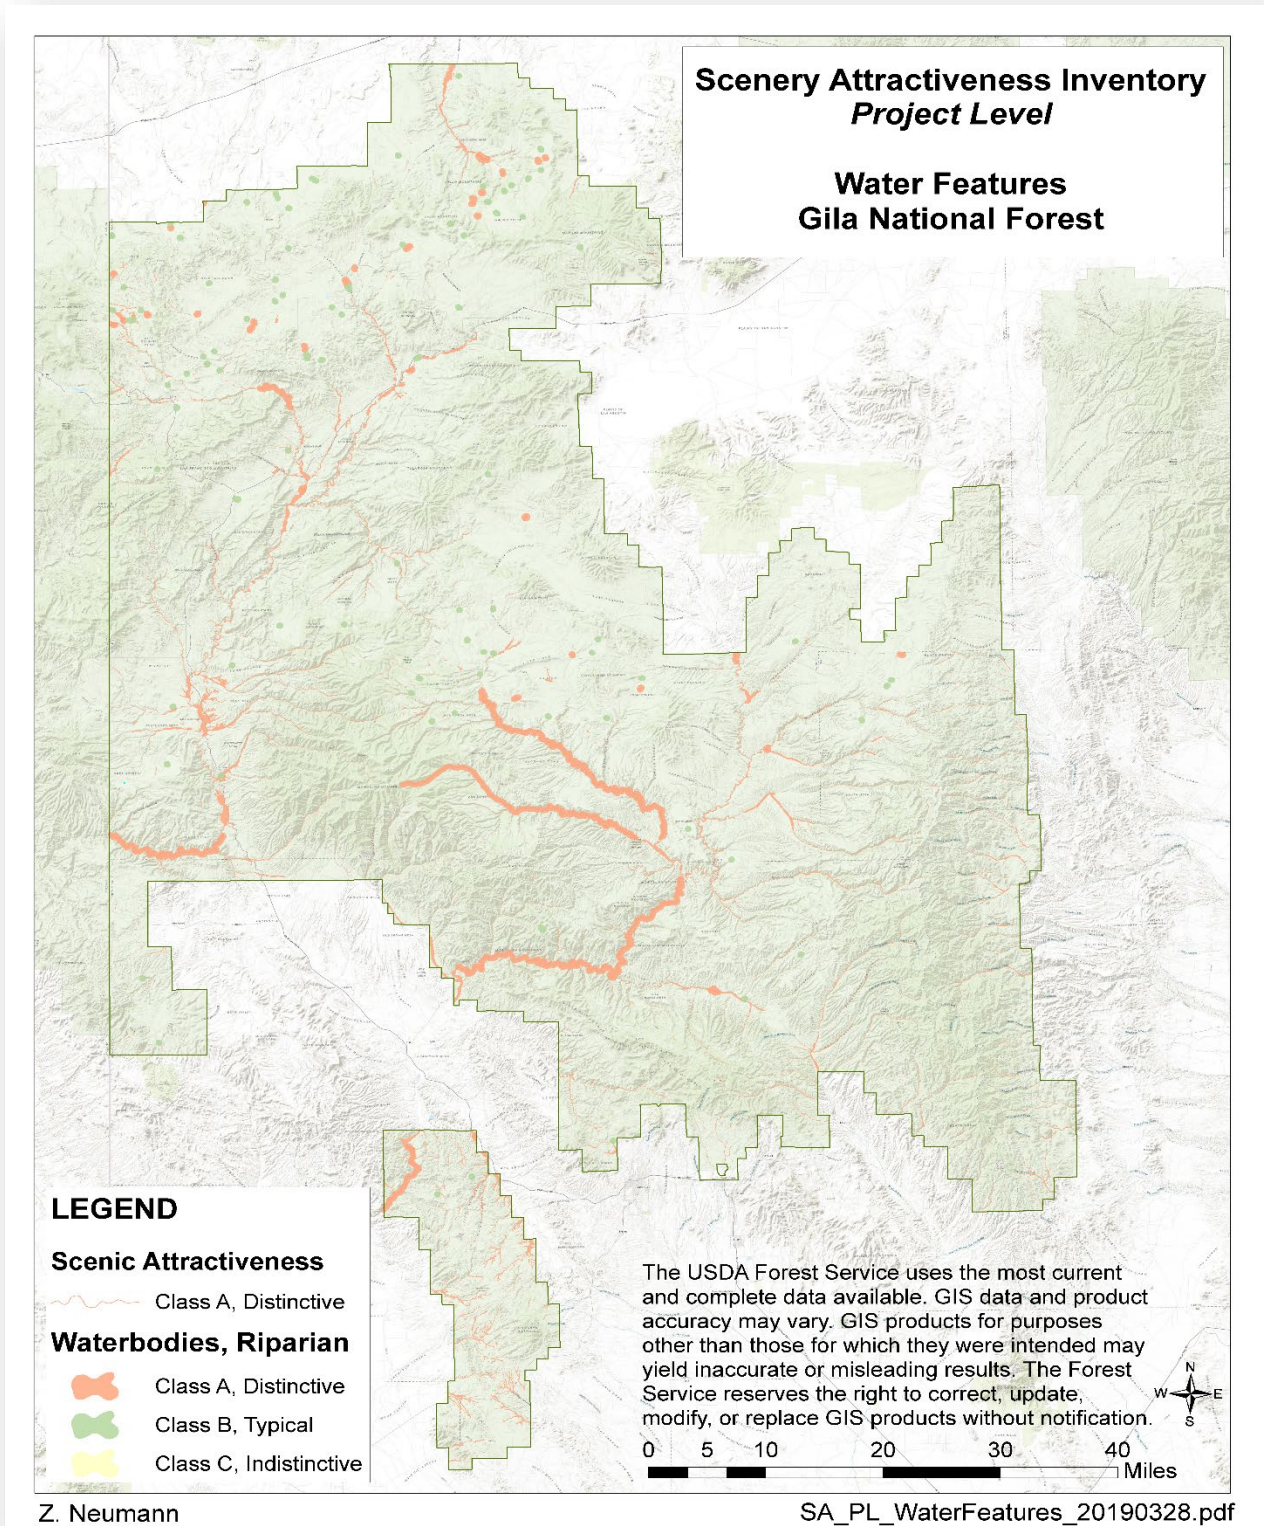 Scenery Attractiveness Inventory
Project Level
Water Features
Gila National Forest
LEGEND
Scenic Attractiveness
Class A, Distinctive
Waterbodies, Riparian
Class A, Distinctive
Class B, Typical
Class C, Indistinctive
The USDA Forest Service uses the most current
and complete data available. GIS data and product
accuracy may vary. GIS products for purposes
other than those for which they were intended may
yield inaccurate or misleading results. The Forest
Service reserves the right to correct, update,
modify, or replace GIS products without notification.
N
W E
S
0 5 10 20 30 40
Miles
Z. Neumann
SA_PL_WaterFeatures_20190328.pdf